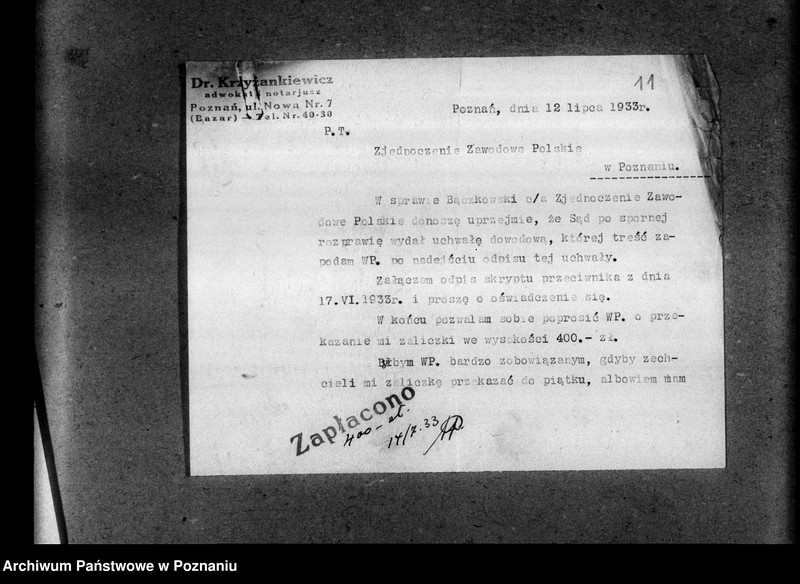 Dr. Krzyżankiewicz
adwokat i notarjusz
Poznań, ul. Nowa Nr. 7
(Bazar) — Tel. Nr. 40-30
11
Poznań, dnia 12 lipca 1933r.
P.T.
Zjednoczenie Zawodowe Polskie
w Poznaniu.
W sprawie Bączkowski c/a Zjednoczenie Zawo-
dowe Polskie donoszę uprzejmie, że Sąd po spornej
rozprawie wydał uchwałę dowodową, której treść za-
podam WP. po nadejściu odpisu tej uchwały.
Załączam odpis skryptu przeciwnika z dnia
17.VI.1933r. i proszę o oświadczenie się.
W końcu pozwalam sobie poprosić WP. o prze-
kazanie mi zaliczki we wysokości 400.- zł.
Byłbym WP. bardzo zobowiązanym, gdyby zech-
cieli mi zaliczkę przekazać do piątku, albowiem mam
Zapłacono
400.- zł.
14/7.33
Archiwum Państwowe w Poznaniu